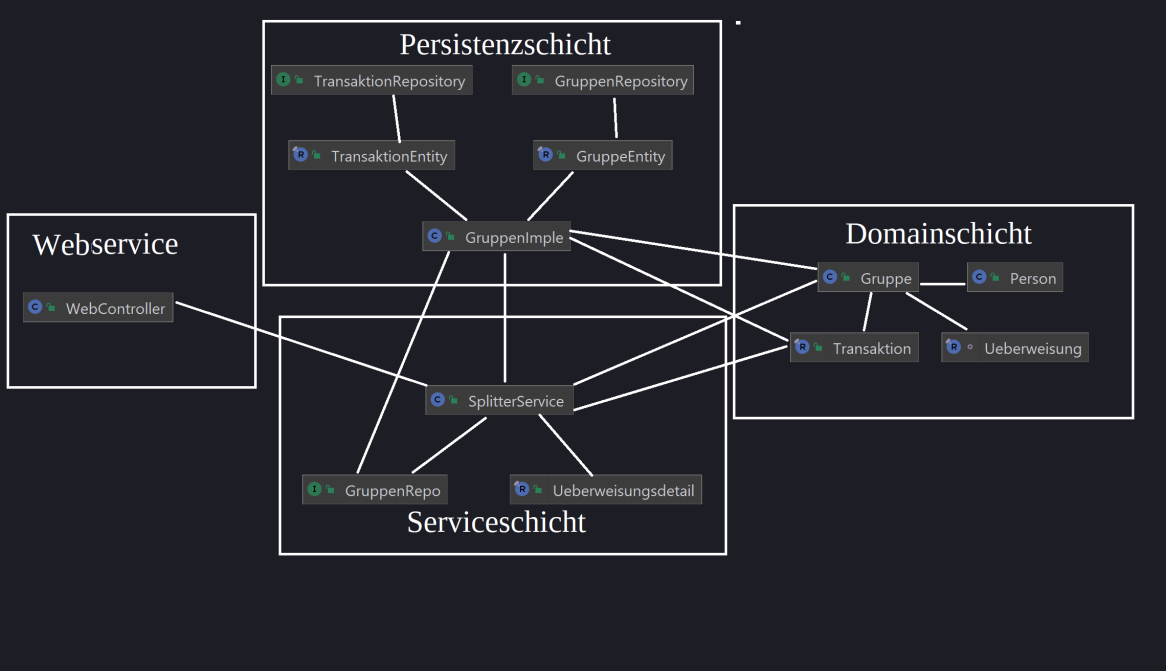 Persistenzschicht
I TransaktionRepository
I GruppenRepository
R TransaktionEntity
R GruppeEntity
C GruppenImple
Webservice
C WebController
Domainschicht
C Gruppe
C Person
R Transaktion
R Ueberweisung
C SplitterService
I GruppenRepo
R Ueberweisungsdetail
Serviceschicht